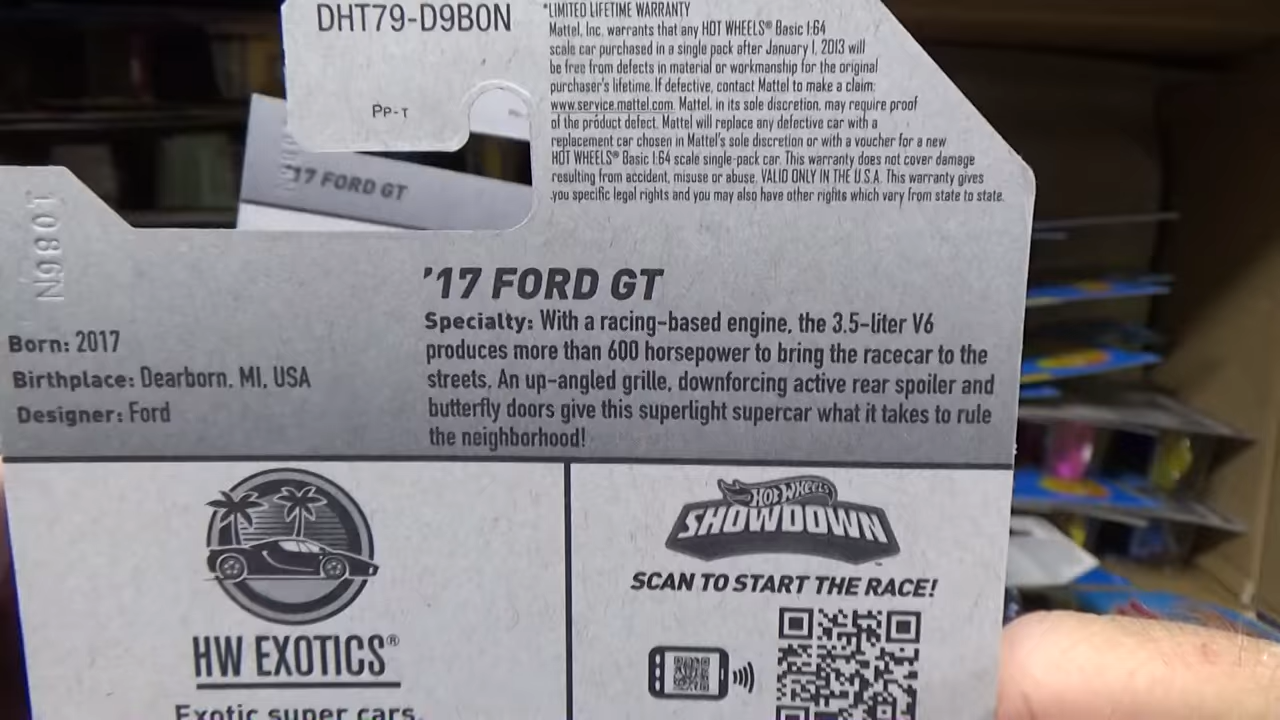 DHT79-D9B0N
PP-T
*LIMITED LIFETIME WARRANTY
Mattel, Inc. warrants that any HOT WHEELS® Basic 1:64
scale car purchased in a single pack after January 1, 2013 will
be free from defects in material or workmanship for the original
purchaser's lifetime. If defective, contact Mattel to make a claim:
www.service.mattel.com. Mattel, in its sole discretion, may require proof
of the product defect. Mattel will replace any defective car with a
replacement car chosen in Mattel's sole discretion or with a voucher for a new
HOT WHEELS® Basic 1:64 scale single-pack car. This warranty does not cover damage
resulting from accident, misuse or abuse. VALID ONLY IN THE U.S.A. This warranty gives
you specific legal rights and you may also have other rights which vary from state to state.
'17 FORD GT
1086N
'17 FORD GT
Born: 2017
Birthplace: Dearborn, MI, USA
Designer: Ford
Specialty: With a racing-based engine, the 3.5-liter V6
produces more than 600 horsepower to bring the racecar to the
streets. An up-angled grille, downforcing active rear spoiler and
butterfly doors give this superlight supercar what it takes to rule
the neighborhood!
HW EXOTICS®
Exotic super cars.
HOT WHEELS
SHOWDOWN™
SCAN TO START THE RACE!